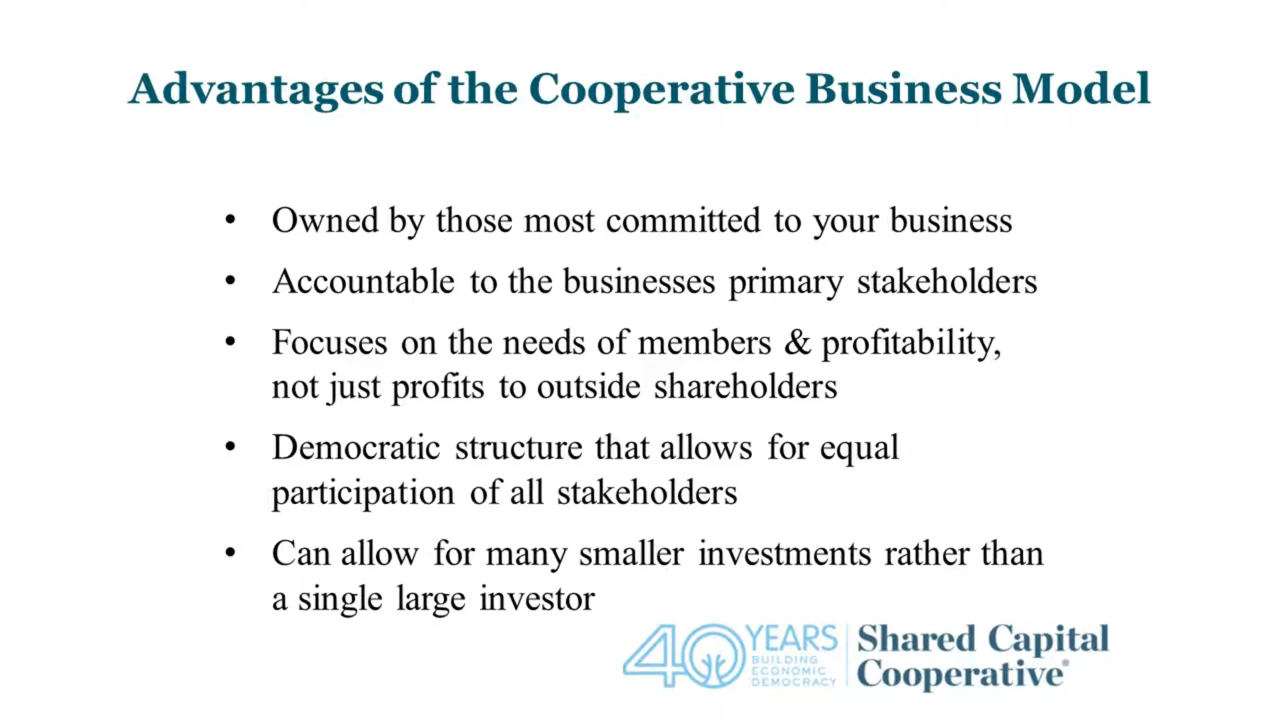 Advantages of the Cooperative Business Model
• Owned by those most committed to your business
• Accountable to the businesses primary stakeholders
• Focuses on the needs of members & profitability,
not just profits to outside shareholders
• Democratic structure that allows for equal
participation of all stakeholders
• Can allow for many smaller investments rather than
a single large investor
40 YEARS
BUILDING
ECONOMIC
DEMOCRACY
Shared Capital
Cooperative®